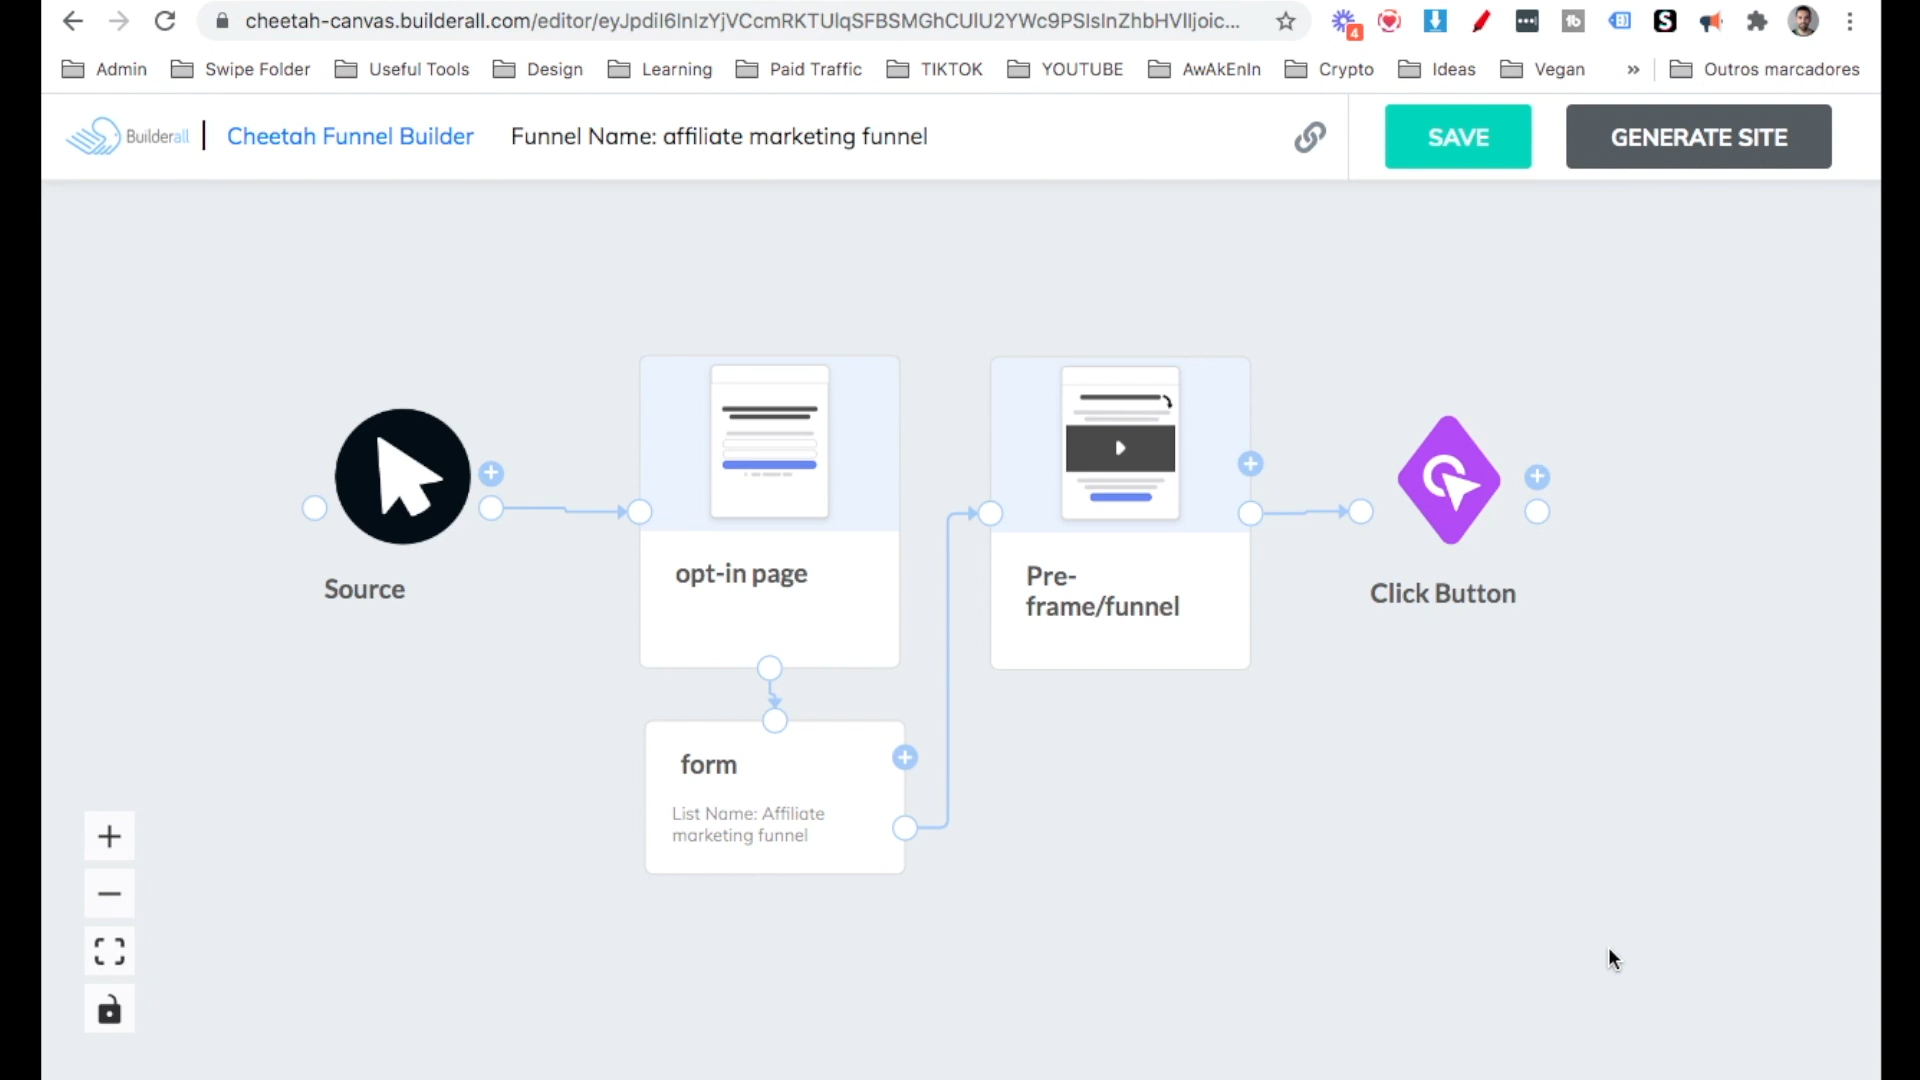 cheetah-canvas.builderall.com/editor/
4
Admin Swipe Folder Useful Tools Design Learning Paid Traffic TIKTOK YOUTUBE AwAkEnIn Crypto Ideas Vegan » Outros marcadores
Builderall Cheetah Funnel Builder Funnel Name: affiliate marketing funnel SAVE GENERATE SITE
Source
opt-in page
Pre-
frame/funnel
Click Button
form
List Name: Affiliate
marketing funnel